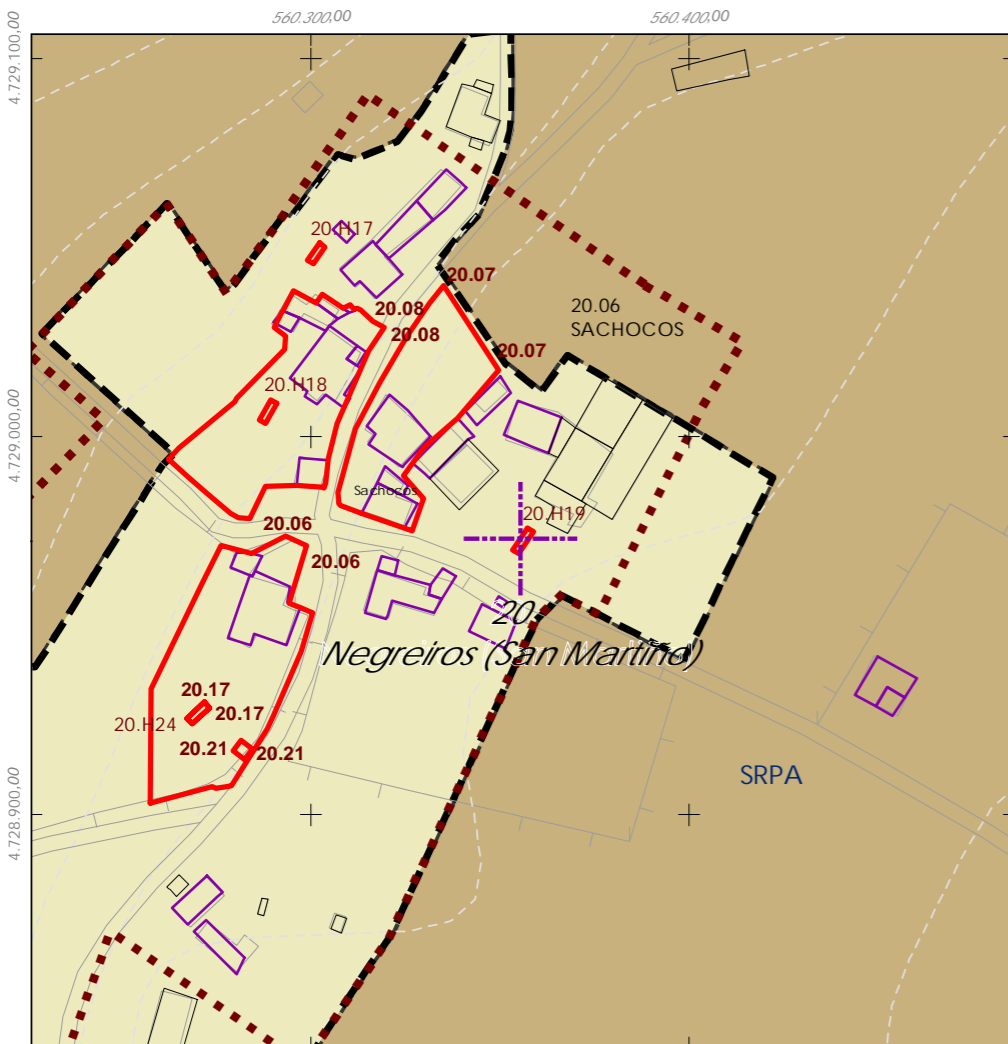 560.300,00
560.400,00
4.729.100,00
20.H17
20.07
20.08
20.08
20.06
SACHOCOS
20.07
20.H18
4.729.000,00
Sachocos
20.H19
20.06
20.06
20
Negreiros (San Martiño)
20.17
20.H24
20.17
20.21
20.21
SRPA
4.728.900,00